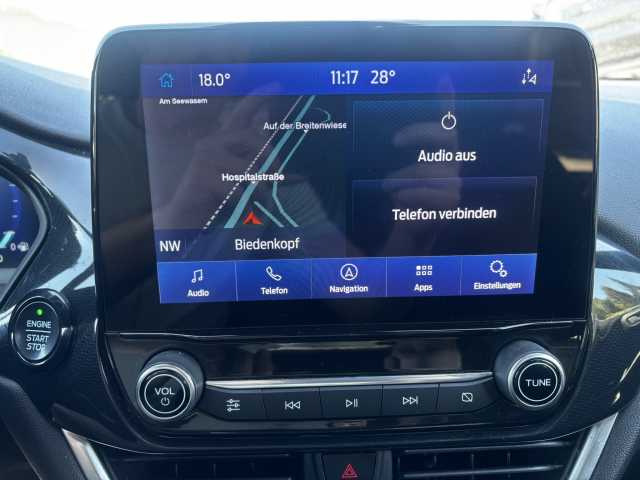 18.0°
11:17 28°
Am Seewasem
Auf der Breitenwiese
Hospitalstraße
NW
Biedenkopf
Audio aus
Telefon verbinden
Audio
Telefon
Navigation
Apps
Einstellungen
ENGINE
START
STOP
VOL
TUNE